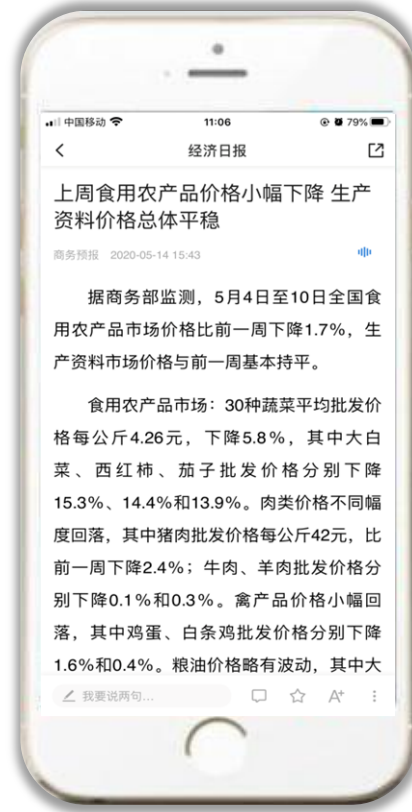 中国移动 11:06 79%
经济日报
上周食用农产品价格小幅下降 生产
资料价格总体平稳
商务预报 2020-05-14 15:43
据商务部监测，5月4日至10日全国食
用农产品市场价格比前一周下降1.7%，生
产资料市场价格与前一周基本持平。
食用农产品市场：30种蔬菜平均批发价
格每公斤4.26元，下降5.8%，其中大白
菜、西红柿、茄子批发价格分别下降
15.3%、14.4%和13.9%。肉类价格不同幅
度回落，其中猪肉批发价格每公斤42元，比
前一周下降2.4%；牛肉、羊肉批发价格分
别下降0.1%和0.3%。禽产品价格小幅回
落，其中鸡蛋、白条鸡批发价格分别下降
1.6%和0.4%。粮油价格略有波动，其中大
我要说两句... A+